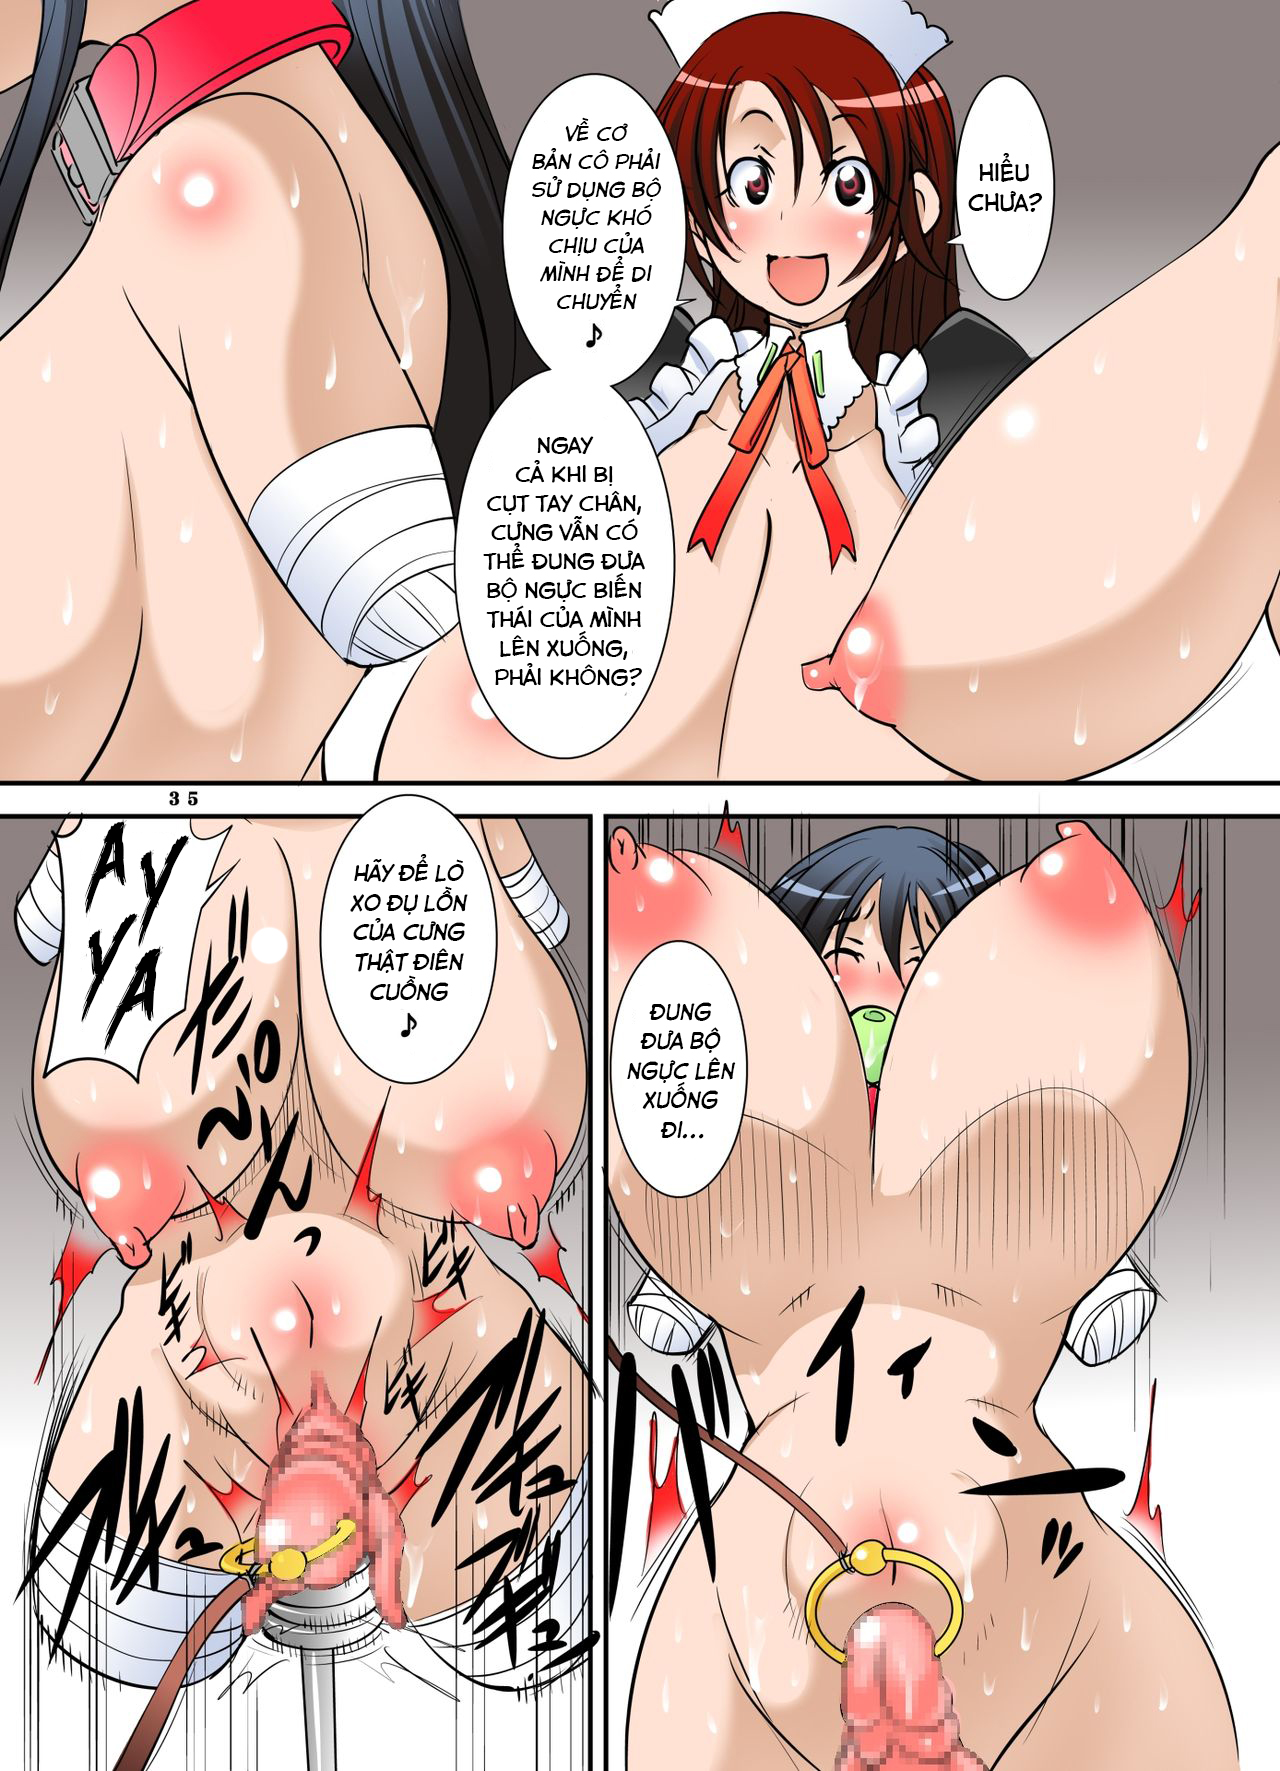 HIỂU
CHƯA?
VỀ CƠ
BẢN CÔ PHẢI
SỬ DỤNG BỘ
NGỰC KHÓ
CHỊU CỦA
MÌNH ĐỂ DI
CHUYỂN
♪
NGAY
CẢ KHI BỊ
CỤT TAY CHÂN,
CƯNG VẪN CÓ
THỂ ĐUNG ĐƯA
BỘ NGỰC BIẾN
THÁI CỦA MÌNH
LÊN XUỐNG,
PHẢI KHÔNG?
35
ĐUNG
ĐƯA BỘ
NGỰC LÊN
XUỐNG
ĐI...
HÃY ĐỂ LÒ
XO ĐỤ LỒN
CỦA CƯNG
THẬT ĐIÊN
CUỒNG
♪
AY
YA